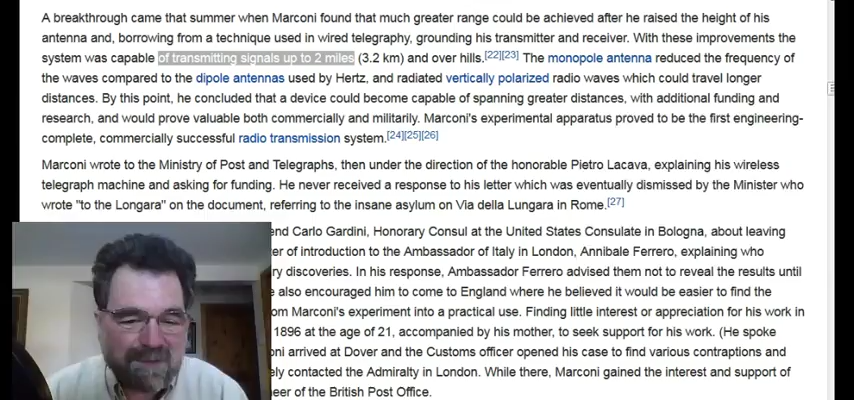 A breakthrough came that summer when Marconi found that much greater range could be achieved after he raised the height of his
antenna and, borrowing from a technique used in wired telegraphy, grounding his transmitter and receiver. With these improvements the
system was capable of transmitting signals up to 2 miles (3.2 km) and over hills.[22][23] The monopole antenna reduced the frequency of
the waves compared to the dipole antennas used by Hertz, and radiated vertically polarized radio waves which could travel longer
distances. By this point, he concluded that a device could become capable of spanning greater distances, with additional funding and
research, and would prove valuable both commercially and militarily. Marconi's experimental apparatus proved to be the first engineering-
complete, commercially successful radio transmission system.[24][25][26]
Marconi wrote to the Ministry of Post and Telegraphs, then under the direction of the honorable Pietro Lacava, explaining his wireless
telegraph machine and asking for funding. He never received a response to his letter which was eventually dismissed by the Minister who
wrote "to the Longara" on the document, referring to the insane asylum on Via della Lungara in Rome.[27]
end Carlo Gardini, Honorary Consul at the United States Consulate in Bologna, about leaving
er of introduction to the Ambassador of Italy in London, Annibale Ferrero, explaining who
ry discoveries. In his response, Ambassador Ferrero advised them not to reveal the results until
e also encouraged him to come to England where he believed it would be easier to find the
om Marconi's experiment into a practical use. Finding little interest or appreciation for his work in
1896 at the age of 21, accompanied by his mother, to seek support for his work. (He spoke
oni arrived at Dover and the Customs officer opened his case to find various contraptions and
ely contacted the Admiralty in London. While there, Marconi gained the interest and support of
eer of the British Post Office.